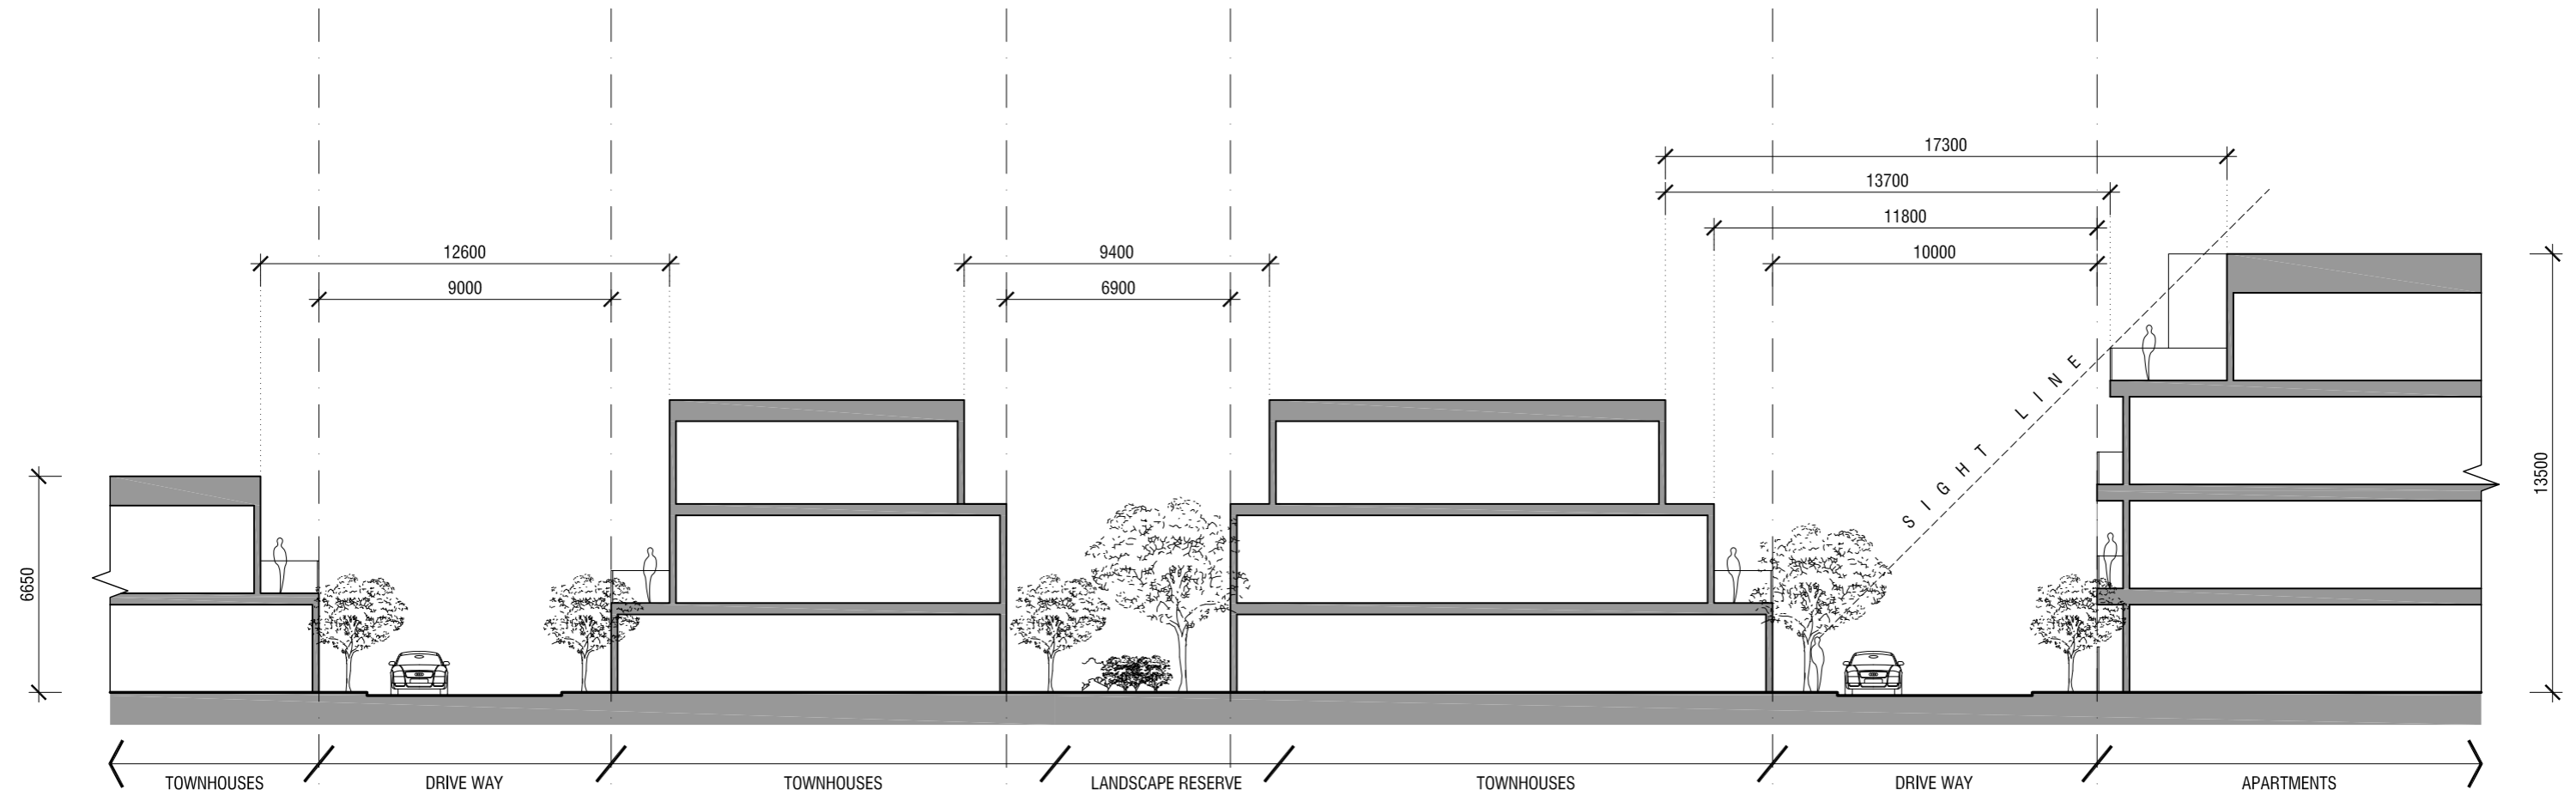 17300
13700
11800
12600
9400
10000
9000
6900
SIGHT LINE
6650
13500
TOWNHOUSES
DRIVE WAY
TOWNHOUSES
LANDSCAPE RESERVE
TOWNHOUSES
DRIVE WAY
APARTMENTS